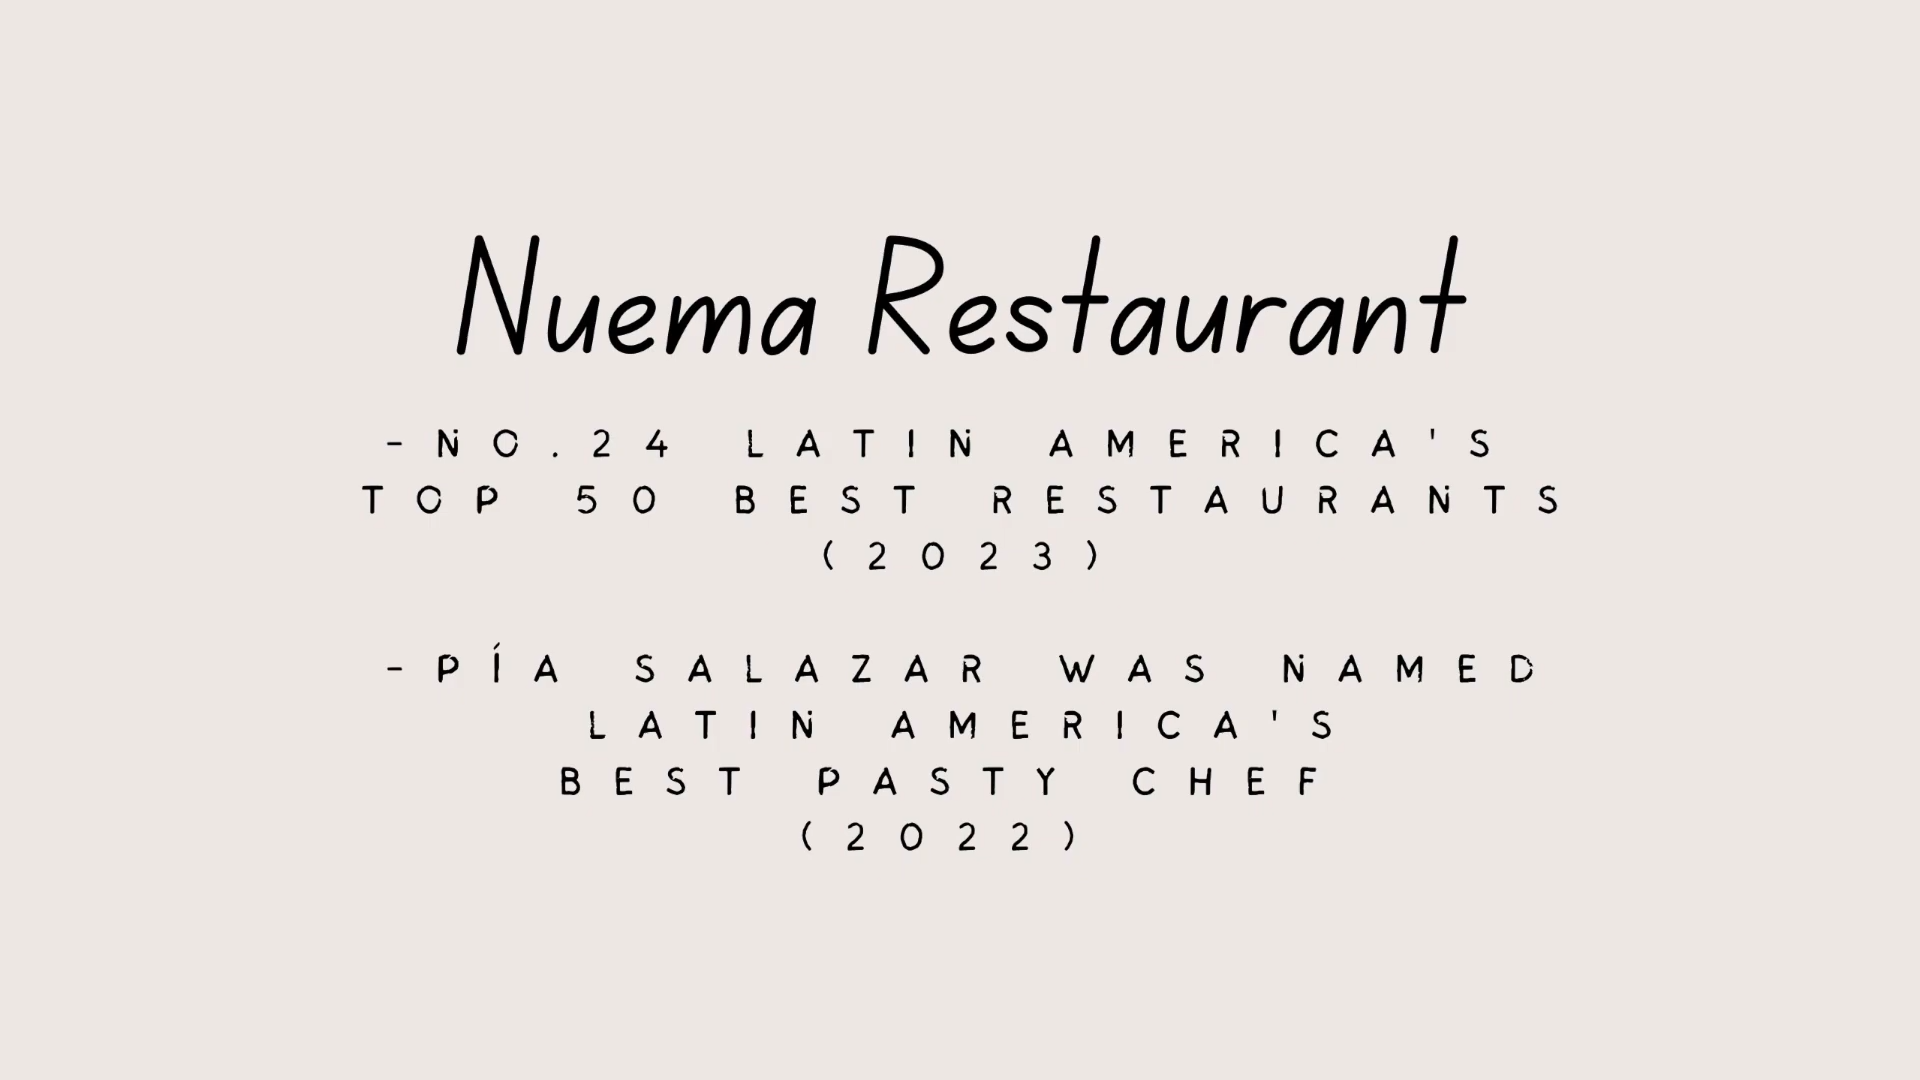 Nuema Restaurant
-NO.24 LATIN AMERICA'S
TOP 50 BEST RESTAURANTS
(2023)
-PÍA SALAZAR WAS NAMED
LATIN AMERICA'S
BEST PASTY CHEF
(2022)